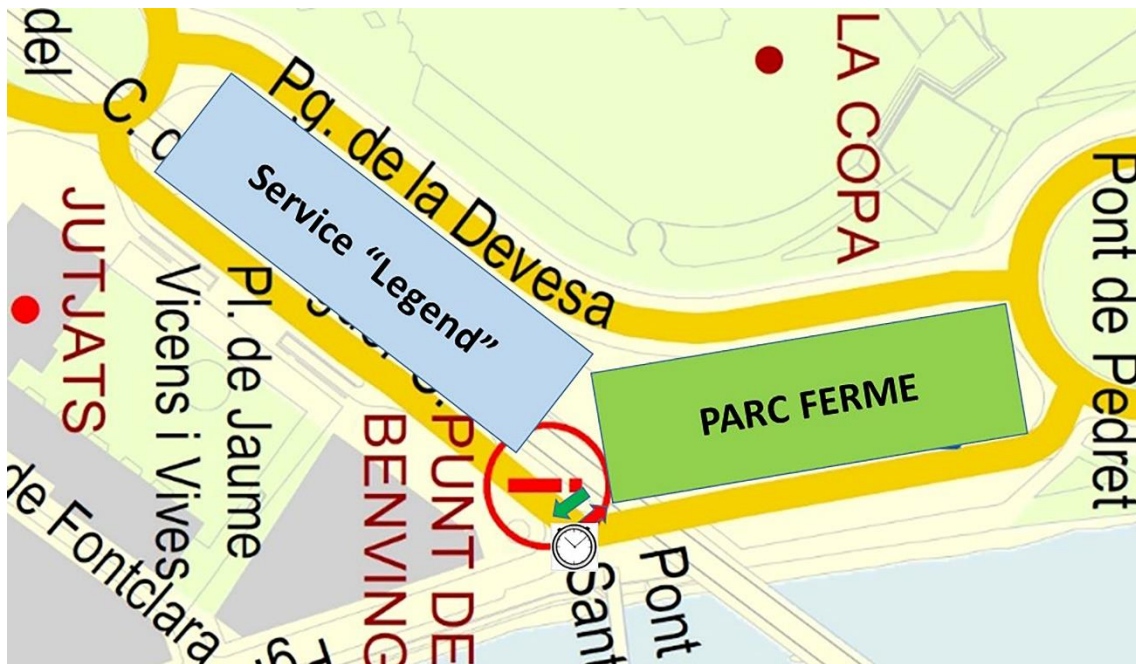 del
C.
Pg. de la Devesa
LA COPA
Service “Legend”
JUTJATS
Pl. de Jaume
Vicens i Vives
de Fontclara
PARC FERME
Pont de Pedret
PUNT DE
BENVING
i
Pont
Sant